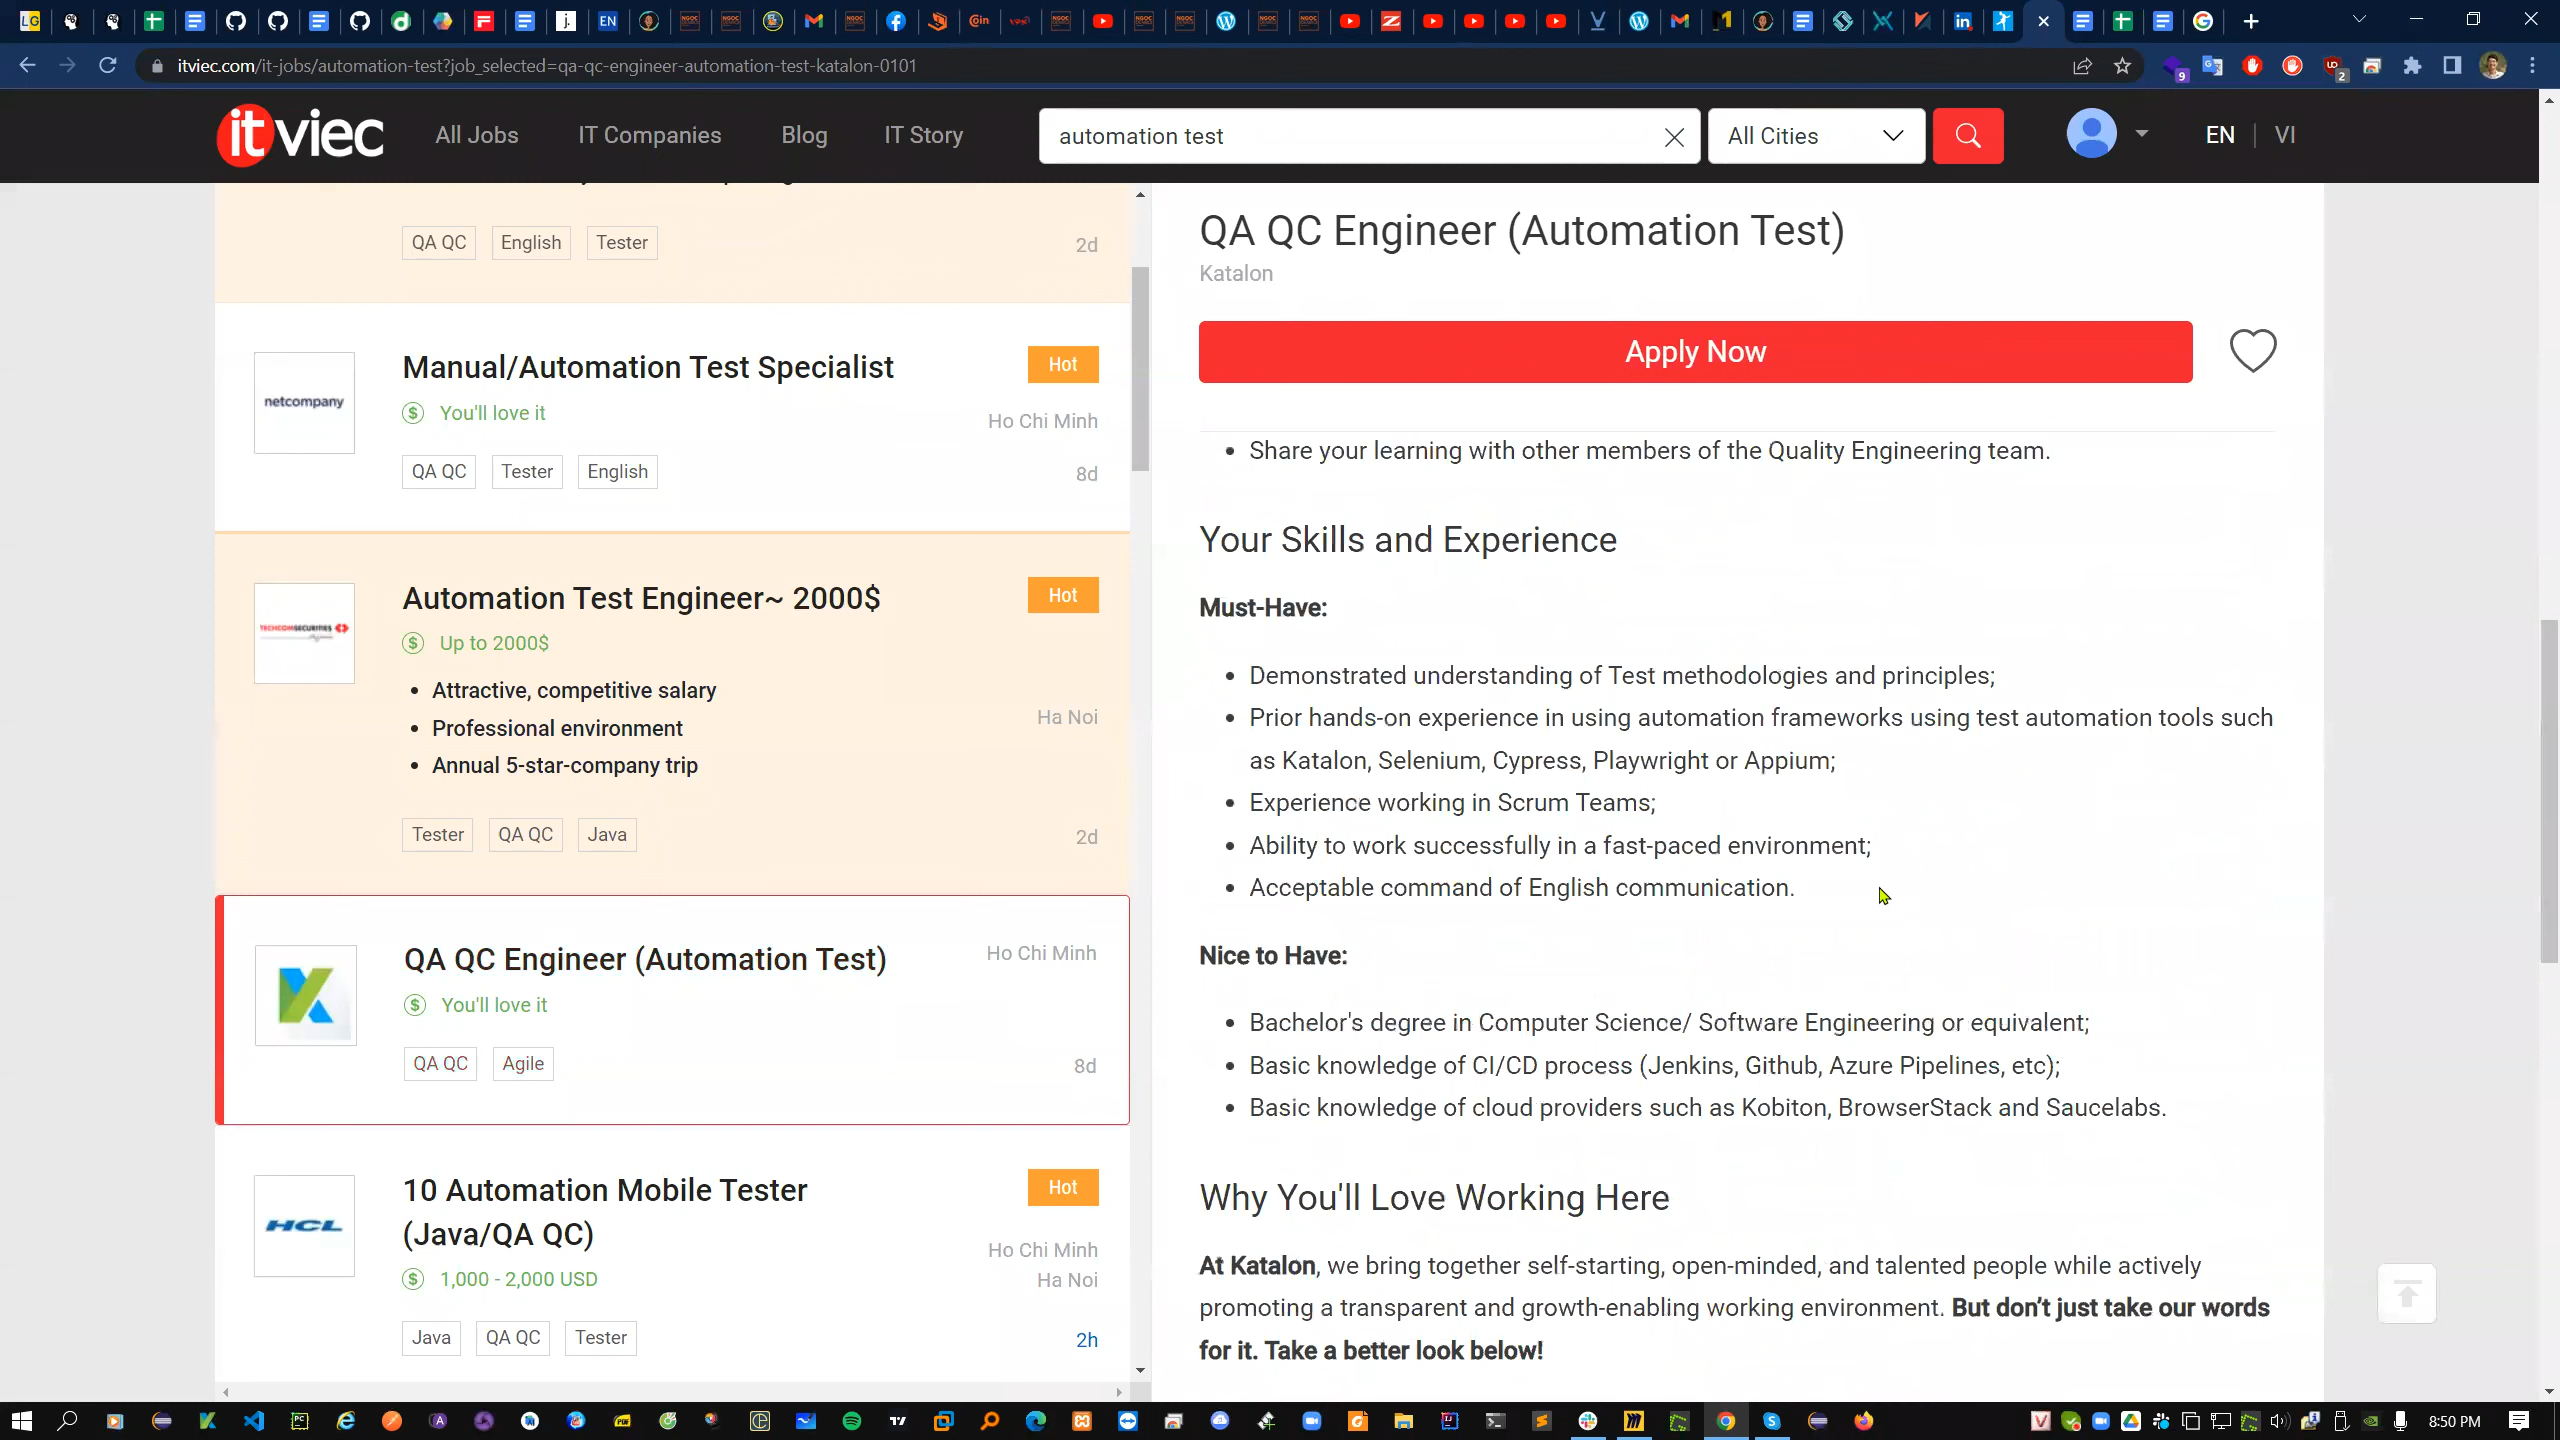 itviec.com/it-jobs/automation-test?job_selected=qa-qc-engineer-automation-test-katalon-0101
9
2
itviec
All Jobs
IT Companies
Blog
IT Story
automation test
All Cities
EN | VI
QA QC
English
Tester
2d
Manual/Automation Test Specialist
Hot
netcompany
You'll love it
Ho Chi Minh
QA QC
Tester
English
8d
Automation Test Engineer~ 2000$
Hot
TECHCOMSECURITIES
Up to 2000$
• Attractive, competitive salary
Ha Noi
• Professional environment
• Annual 5-star-company trip
Tester
QA QC
Java
2d
QA QC Engineer (Automation Test)
Ho Chi Minh
You'll love it
QA QC
Agile
8d
10 Automation Mobile Tester
(Java/QA QC)
Hot
HCL
Ho Chi Minh
Ha Noi
1,000 - 2,000 USD
Java
QA QC
Tester
2h
QA QC Engineer (Automation Test)
Katalon
Apply Now
• Share your learning with other members of the Quality Engineering team.
Your Skills and Experience
Must-Have:
• Demonstrated understanding of Test methodologies and principles;
• Prior hands-on experience in using automation frameworks using test automation tools such
as Katalon, Selenium, Cypress, Playwright or Appium;
• Experience working in Scrum Teams;
• Ability to work successfully in a fast-paced environment;
• Acceptable command of English communication.
Nice to Have:
• Bachelor's degree in Computer Science/ Software Engineering or equivalent;
• Basic knowledge of CI/CD process (Jenkins, Github, Azure Pipelines, etc);
• Basic knowledge of cloud providers such as Kobiton, BrowserStack and Saucelabs.
Why You'll Love Working Here
At Katalon, we bring together self-starting, open-minded, and talented people while actively
promoting a transparent and growth-enabling working environment. But don’t just take our words
for it. Take a better look below!
8:50 PM